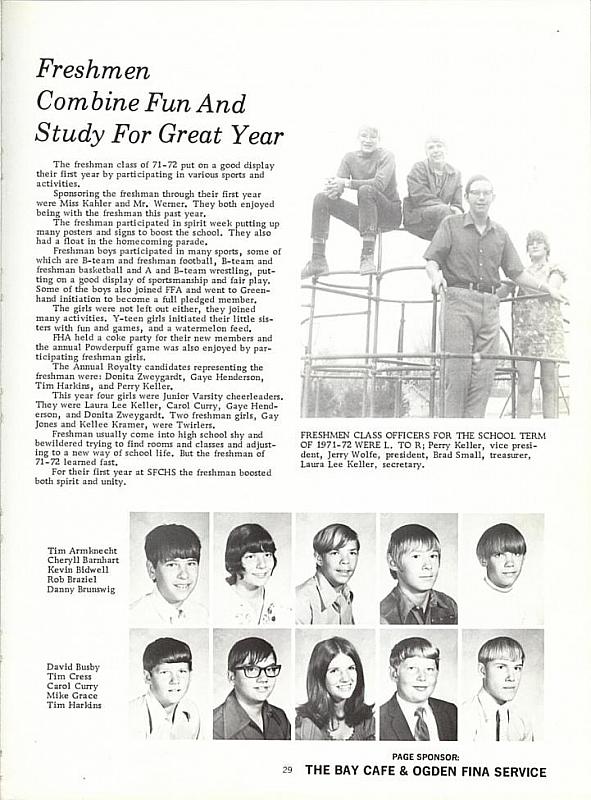 Freshmen
Combine Fun And
Study For Great Year
The freshman class of 71-72 put on a good display
their first year by participating in various sports and
activities.
Sponsoring the freshman through their first year
were Miss Kahler and Mr. Werner. They both enjoyed
being with the freshman this past year.
The freshman participated in spirit week putting up
many posters and signs to boost the school. They also
had a float in the homecoming parade.
Freshman boys participated in many sports, some of
which are B-team and freshman football, B-team and
freshman basketball and A and B-team wrestling, put-
ting on a good display of sportsmanship and fair play.
Some of the boys also joined FFA and went to Green-
hand initiation to become a full pledged member.
The girls were not left out either, they joined
many activities. Y-teen girls initiated their little sis-
ters with fun and games, and a watermelon feed.
FHA held a coke party for their new members and
the annual Powderpuff game was also enjoyed by par-
ticipating freshman girls.
The Annual Royalty candidates representing the
freshman were: Donita Zweygardt, Gaye Henderson,
Tim Harkins, and Perry Keller.
This year four girls were Junior Varsity cheerleaders.
They were Laura Lee Keller, Carol Curry, Gaye Hend-
erson, and Donita Zweygardt. Two freshman girls, Gay
Jones and Kellee Kramer, were Twirlers.
Freshman usually come into high school shy and
bewildered trying to find rooms and classes and adjust-
ing to a new way of school life. But the freshman of
71-72 learned fast.
For their first year at SFCHS the freshman boosted
both spirit and unity.
FRESHMEN CLASS OFFICERS FOR THE SCHOOL TERM
OF 1971-72 WERE L. TO R; Perry Keller, vice presi-
dent, Jerry Wolfe, president, Brad Small, treasurer,
Laura Lee Keller, secretary.
Tim Armknecht
Cheryll Barnhart
Kevin Bidwell
Rob Braziel
Danny Brunswig
David Busby
Tim Cress
Carol Curry
Mike Grace
Tim Harkins
PAGE SPONSOR:
29 THE BAY CAFE & OGDEN FINA SERVICE